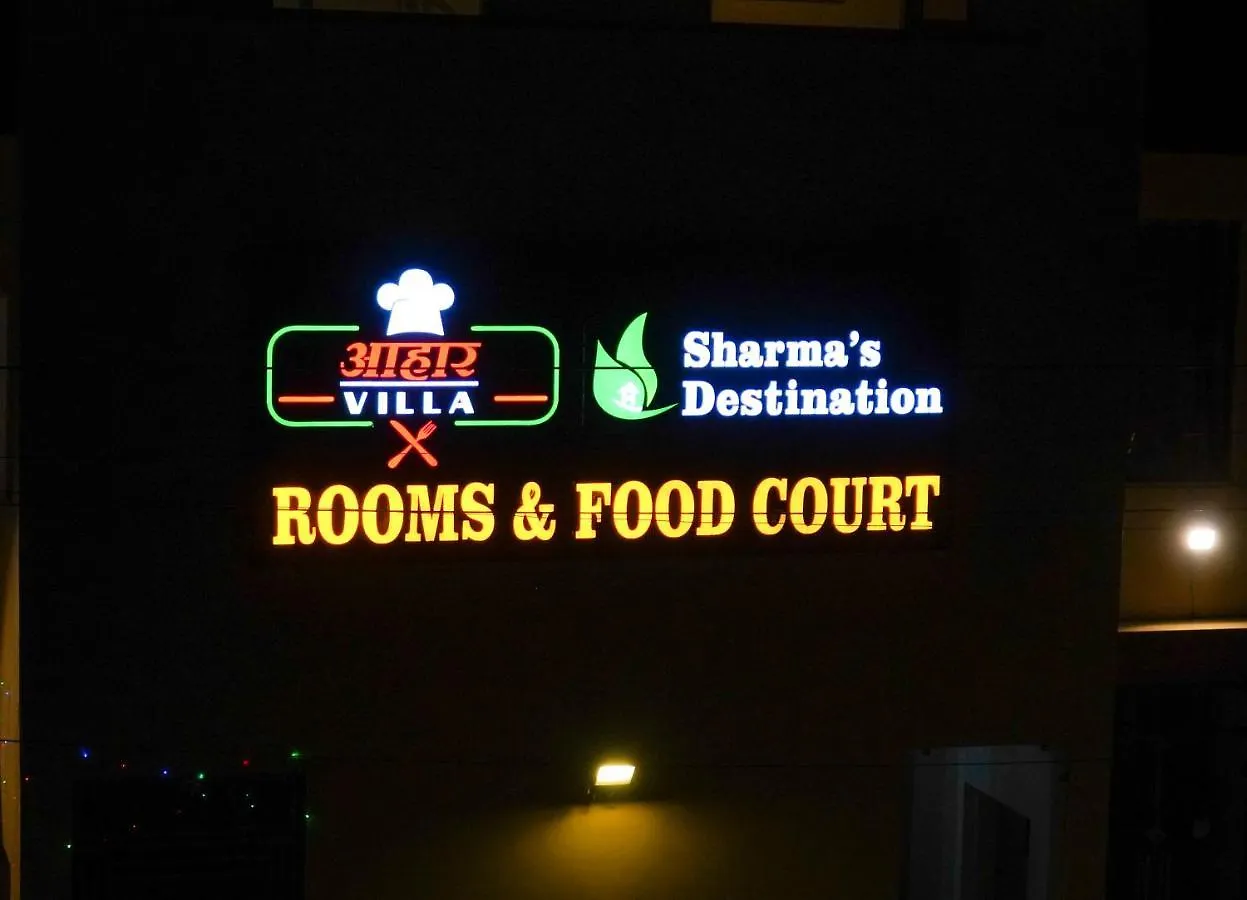 आहार
VILLA
Sharma's
Destination
ROOMS & FOOD COURT